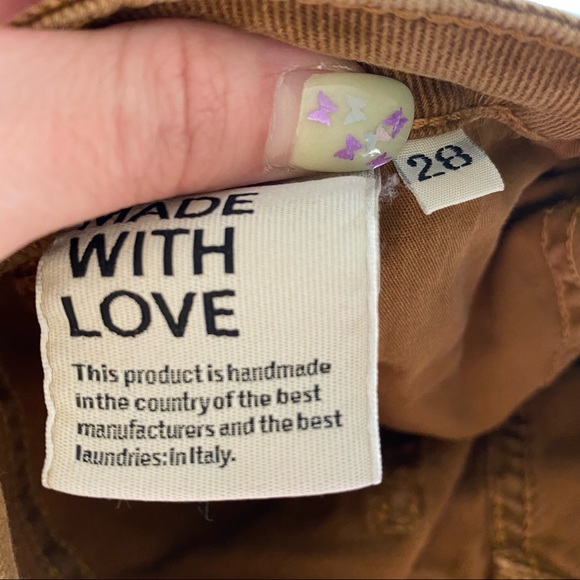 MADE
WITH
LOVE
This product is handmade
in the country of the best
manufacturers and the best
laundries: in Italy.
28